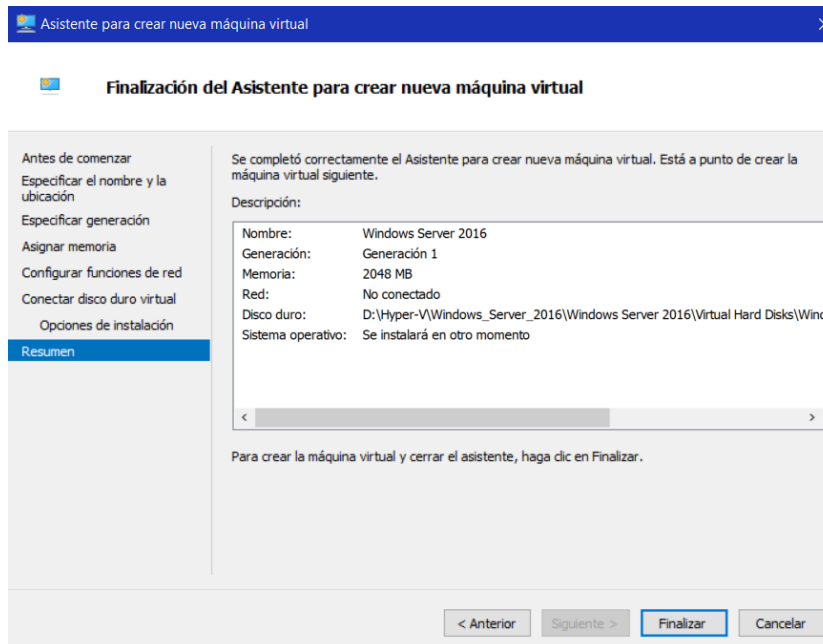 Asistente para crear nueva máquina virtual
Finalización del Asistente para crear nueva máquina virtual
Antes de comenzar
Especificar el nombre y la
ubicación
Especificar generación
Asignar memoria
Configurar funciones de red
Conectar disco duro virtual
Opciones de instalación
Resumen
Se completó correctamente el Asistente para crear nueva máquina virtual. Está a punto de crear la
máquina virtual siguiente.
Descripción:
Nombre: Windows Server 2016
Generación: Generación 1
Memoria: 2048 MB
Red: No conectado
Disco duro: D:\Hyper-V\Windows_Server_2016\Windows Server 2016\Virtual Hard Disks\Wind
Sistema operativo: Se instalará en otro momento
Para crear la máquina virtual y cerrar el asistente, haga clic en Finalizar.
< Anterior Siguiente > Finalizar Cancelar